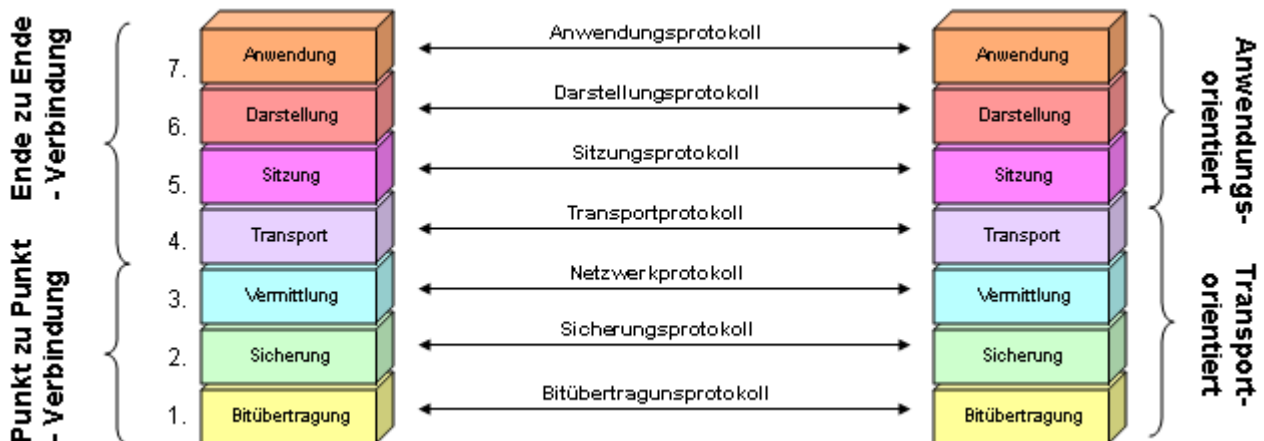 Ende zu Ende
- Verbindung
Punkt zu Punkt
- Verbindung
7.
Anwendung
Anwendungsprotokoll
Anwendung
6.
Darstellung
Darstellungsprotokoll
Darstellung
5.
Sitzung
Sitzungsprotokoll
Sitzung
4.
Transport
Transportprotokoll
Transport
3.
Vermittlung
Netzwerkprotokoll
Vermittlung
2.
Sicherung
Sicherungsprotokoll
Sicherung
1.
Bitübertragung
Bitübertragunsprotokoll
Bitübertragung
Anwendungs-
orientiert
Transport-
orientiert